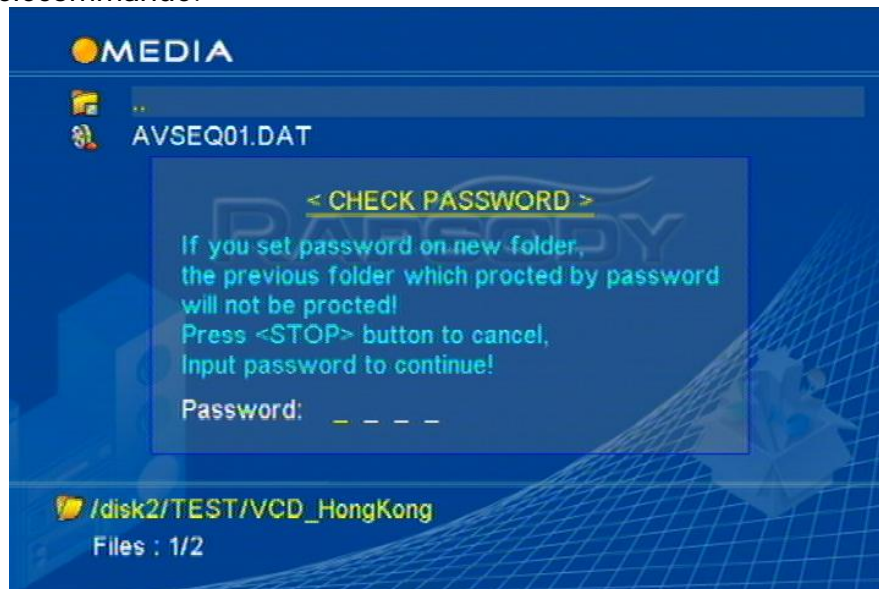 MEDIA
..
AVSEQ01.DAT
RAPSODY
< CHECK PASSWORD >
If you set password on new folder,
the previous folder which procted by password
will not be procted!
Press <STOP> button to cancel,
Input password to continue!
Password: _ _ _ _
/disk2/TEST/VCD_HongKong
Files : 1/2